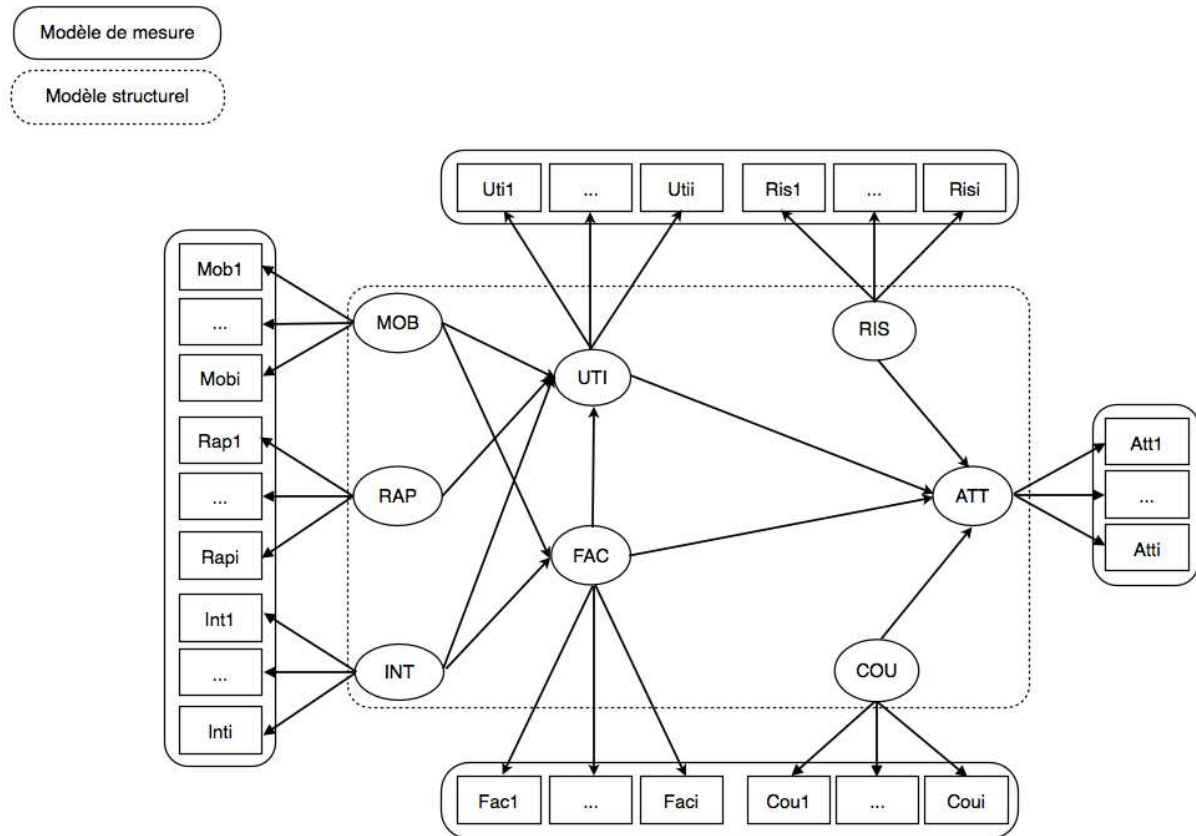 Modèle de mesure
Modèle structurel
Uti1 ... Utii Ris1 ... Risi
Mob1
...
Mobi
Rap1
...
Rapi
Int1
...
Inti
MOB
RAP
INT
UTI
FAC
RIS
ATT
COU
Att1
...
Atti
Fac1 ... Faci Cou1 ... Coui